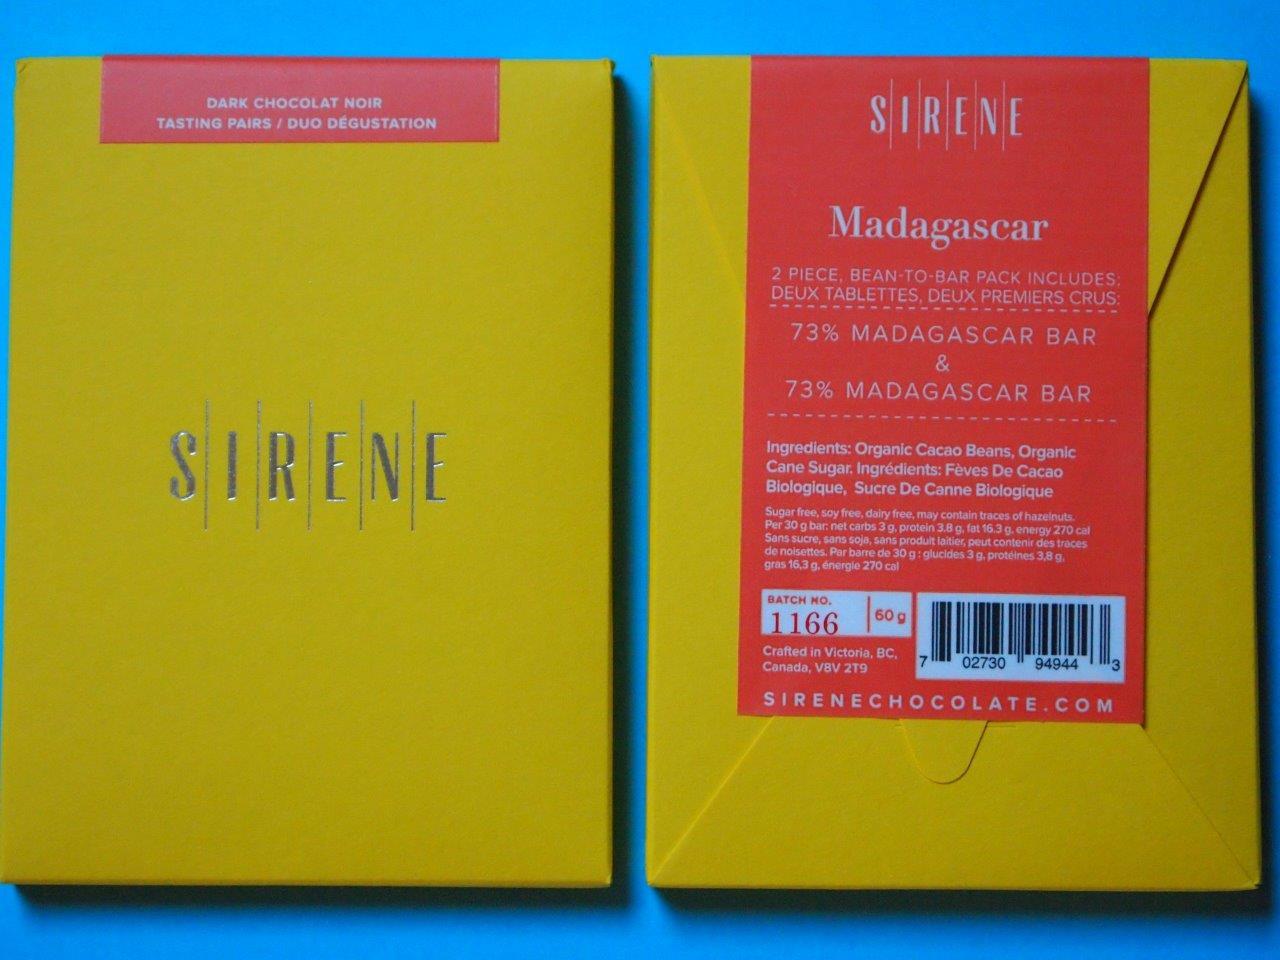 DARK CHOCOLAT NOIR
TASTING PAIRS / DUO DÉGUSTATION
SIRENE
SIRENE
Madagascar
2 PIECE, BEAN-TO-BAR PACK INCLUDES:
DEUX TABLETTES, DEUX PREMIERS CRUS:
73% MADAGASCAR BAR
&
73% MADAGASCAR BAR
Ingredients: Organic Cacao Beans, Organic
Cane Sugar. Ingrédients: Fèves De Cacao
Biologique, Sucre De Canne Biologique
Sugar free, soy free, dairy free, may contain traces of hazelnuts.
Per 30 g bar: net carbs 3 g, protein 3.8 g, fat 16.3 g, energy 270 cal
Sans sucre, sans soja, sans produit laitier, peut contenir des traces
de noisettes. Par barre de 30 g : glucides 3 g, protéines 3,8 g,
gras 16,3 g, énergie 270 cal
BATCH NO.
1166
60 g
Crafted in Victoria, BC,
Canada, V8V 2T9
7 02730 94944 3
SIRENECHOCOLATE.COM